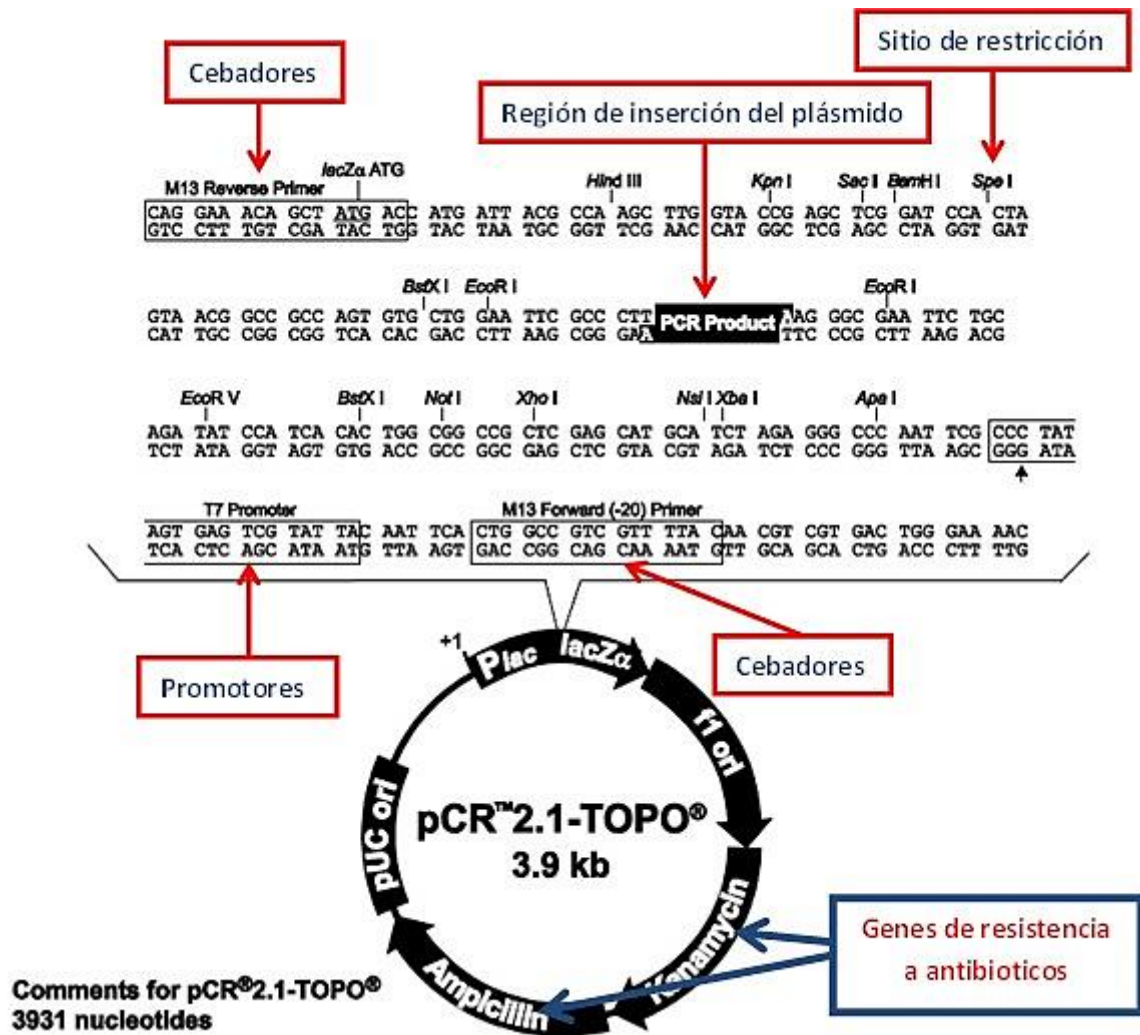 Cebadores
Sitio de restricción
Región de inserción del plásmido
lacZα ATG
M13 Reverse Primer
Hind III Kpn I Sac I BamH I Spe I
CAG GAA ACA GCT ATG ACC ATG ATT ACG CCA AGC TTG GTA CCG AGC TCG GAT CCA CTA
GTC CTT TGT CGA TAC TGG TAC TAA TGC GGT TCG AAC CAT GGC TCG AGC CTA GGT GAT
BstX I EcoR I EcoR I
GTA ACG GCC GCC AGT GTG CTG GAA TTC GCC CTT PCR Product AAG GGC GAA TTC TGC
CAT TGC CGG CGG TCA CAC GAC CTT AAG CGG GAA TTC CCG CTT AAG ACG
EcoR V BstX I Not I Xho I Nsi I Xba I Apa I
AGA TAT CCA TCA CAC TGG CGG CCG CTC GAG CAT GCA TCT AGA GGG CCC AAT TCG CCC TAT
TCT ATA GGT AGT GTG ACC GCC GGC GAG CTC GTA CGT AGA TCT CCC GGG TTA AGC GGG ATA
T7 Promoter M13 Forward (-20) Primer
AGT GAG TCG TAT TAC AAT TCA CTG GCC GTC GTT TTA CAA CGT CGT GAC TGG GAA AAC
TCA CTC AGC ATA ATG TTA AGT GAC CGG CAG CAA AAT GTT GCA GCA CTG ACC CTT TTG
Promotores
Cebadores
+1
Plac lacZα
f1 ori
Kanamycin
Ampicillin
pUC ori
pCR™2.1-TOPO®
3.9 kb
Genes de resistencia
a antibioticos
Comments for pCR®2.1-TOPO®
3931 nucleotides